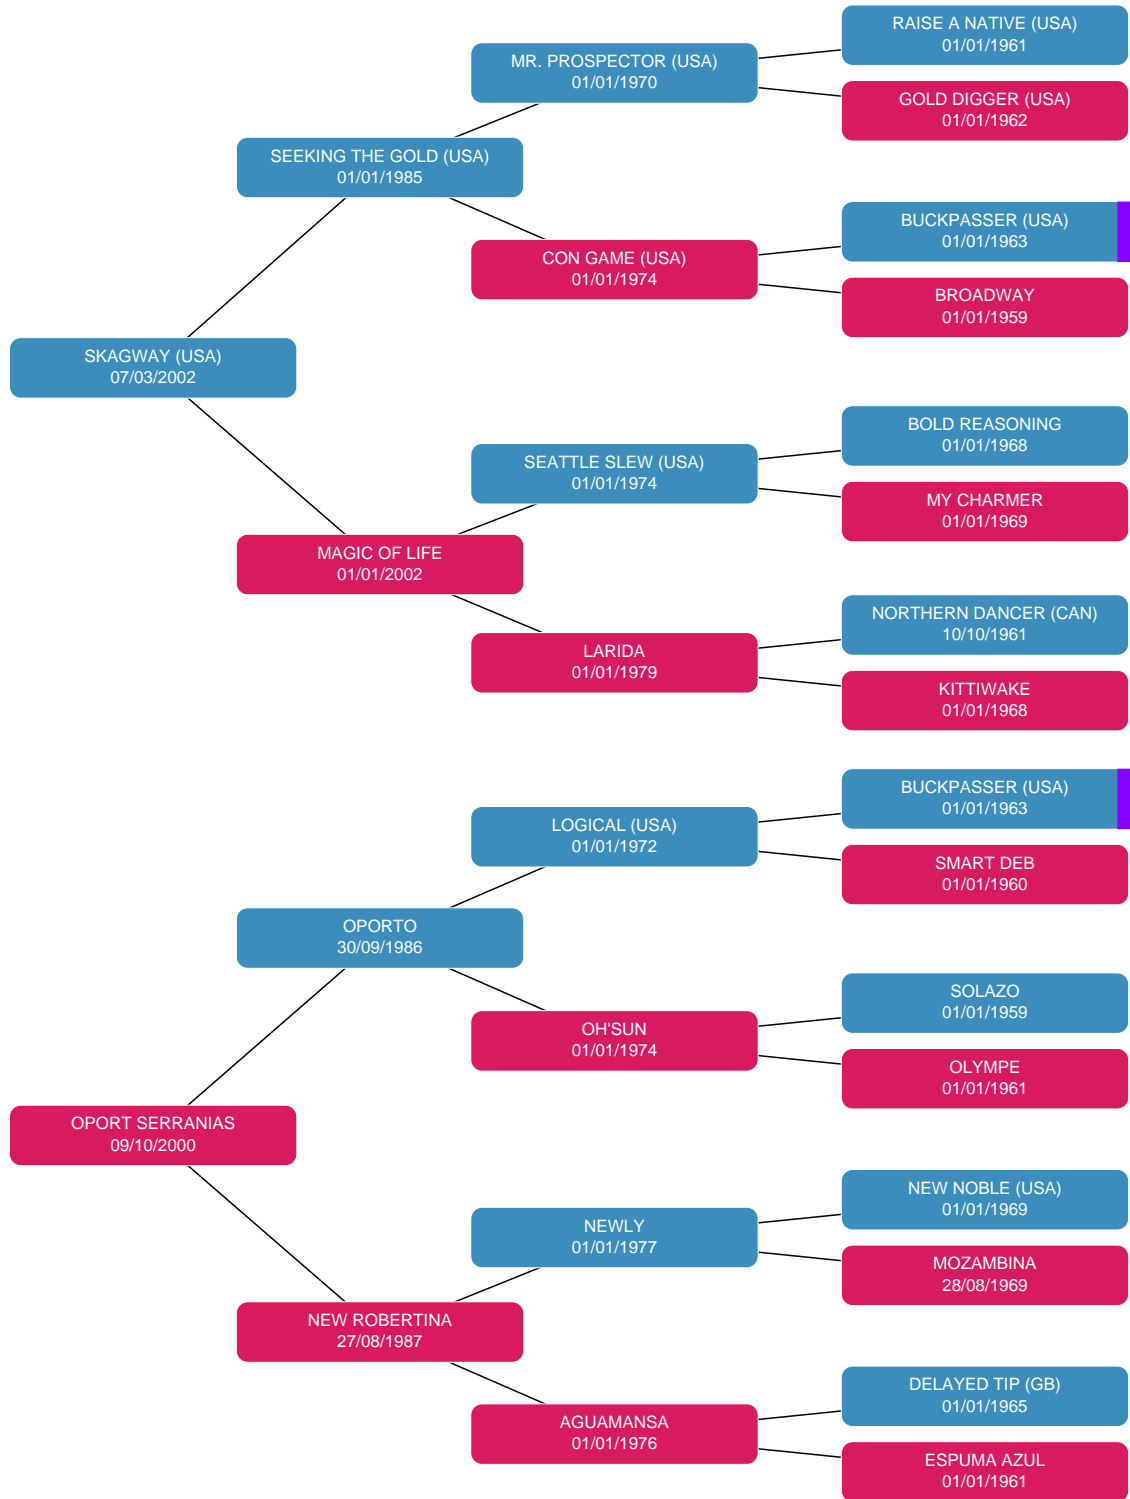 RAISE A NATIVE (USA)
01/01/1961
MR. PROSPECTOR (USA)
01/01/1970
GOLD DIGGER (USA)
01/01/1962
SEEKING THE GOLD (USA)
01/01/1985
BUCKPASSER (USA)
01/01/1963
CON GAME (USA)
01/01/1974
BROADWAY
01/01/1959
SKAGWAY (USA)
07/03/2002
BOLD REASONING
01/01/1968
SEATTLE SLEW (USA)
01/01/1974
MY CHARMER
01/01/1969
MAGIC OF LIFE
01/01/2002
NORTHERN DANCER (CAN)
10/10/1961
LARIDA
01/01/1979
KITTIWAKE
01/01/1968
BUCKPASSER (USA)
01/01/1963
LOGICAL (USA)
01/01/1972
SMART DEB
01/01/1960
OPORTO
30/09/1986
SOLAZO
01/01/1959
OH'SUN
01/01/1974
OLYMPE
01/01/1961
OPORT SERRANIAS
09/10/2000
NEW NOBLE (USA)
01/01/1969
NEWLY
01/01/1977
MOZAMBINA
28/08/1969
NEW ROBERTINA
27/08/1987
DELAYED TIP (GB)
01/01/1965
AGUAMANSA
01/01/1976
ESPUMA AZUL
01/01/1961